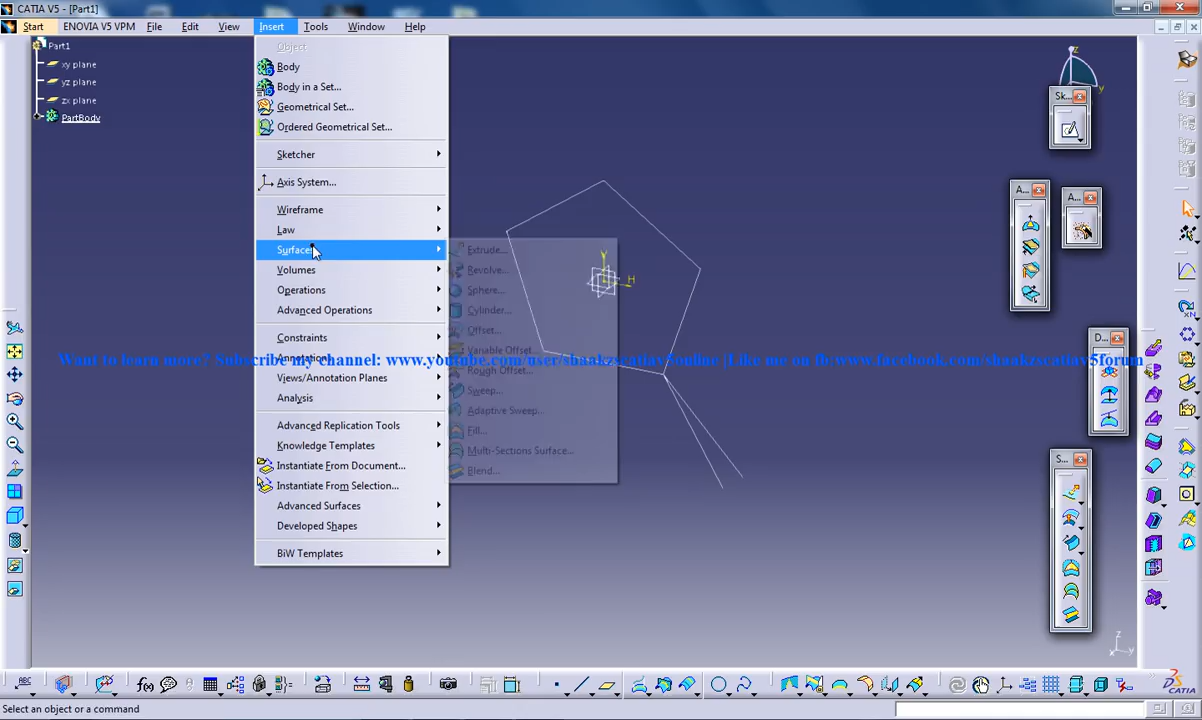 CATIA V5 - [Part1]
Start ENOVIA V5 VPM File Edit View Insert Tools Window Help
Part1
xy plane
yz plane
zx plane
PartBody
Object
Body
Body in a Set...
Geometrical Set...
Ordered Geometrical Set...
Sketcher
Axis System...
Wireframe
Law
Surfaces
Volumes
Operations
Advanced Operations
Constraints
Annotations
Views/Annotation Planes
Analysis
Advanced Replication Tools
Knowledge Templates
Instantiate From Document...
Instantiate From Selection...
Advanced Surfaces
Developed Shapes
BiW Templates
Extrude...
Revolve...
Sphere...
Cylinder...
Offset...
Variable Offset...
Rough Offset...
Sweep...
Adaptive Sweep...
Fill...
Multi-Sections Surface...
Blend...
Want to learn more? Subscribe my channel: www.youtube.com/user/shaakzscatiav5online |Like me on fb:www.facebook.com/shaakzscatiav5forum
Y
H
z
y
Sk...
A...
A...
D...
S...
z
x
y
ABC
f(x)
CATIA
Select an object or a command